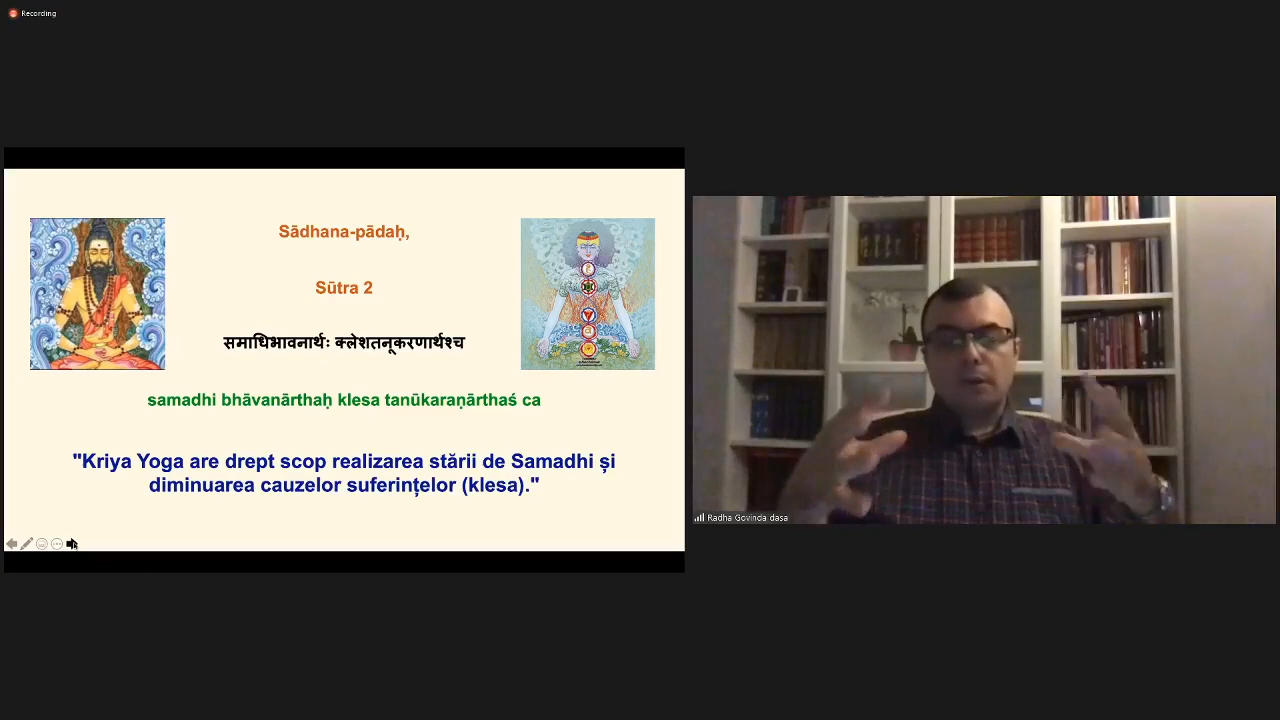 Recording
Sādhana-pādaḥ,
Sūtra 2
समाधिभावनार्थः क्लेशतनूकरणार्थश्च
samadhi bhāvanārthaḥ klesa tanūkaraṇārthaś ca
"Kriya Yoga are drept scop realizarea stării de Samadhi și
diminuarea cauzelor suferințelor (klesa)."
Radha Govinda dasa